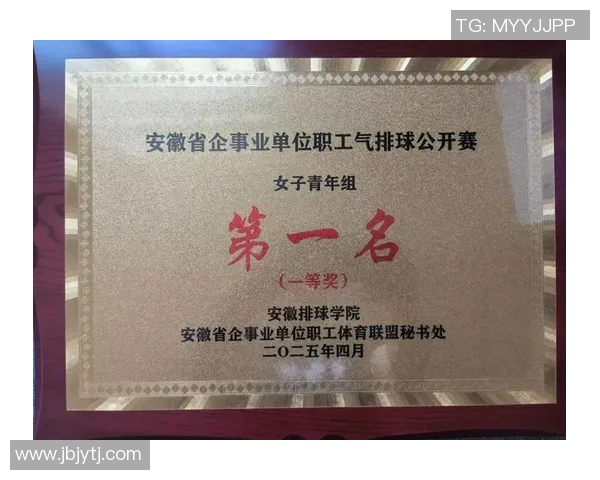 TG: MYYJJPP
安徽省企事业单位职工气排球公开赛
女子青年组
第一名
(一等奖)
安徽排球学院
安徽省企事业单位职工体育联盟秘书处
二〇二五年四月
www.jbjytj.com